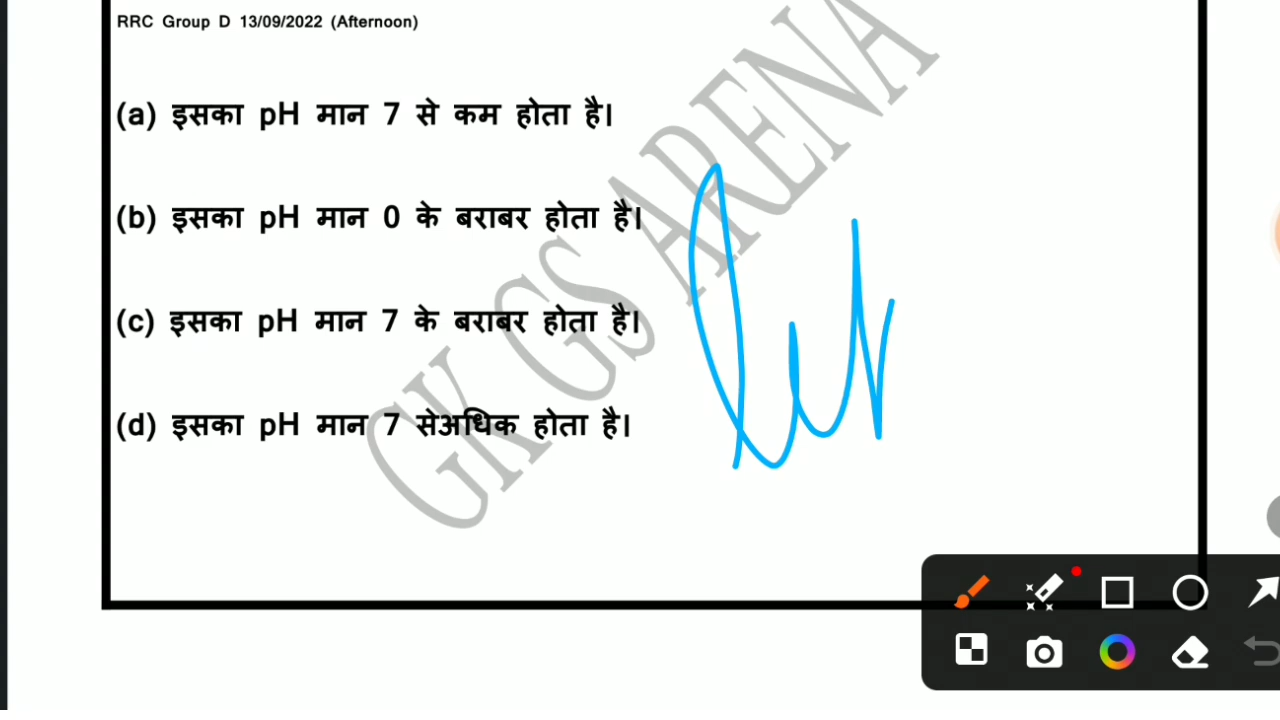 RRC Group D 13/09/2022 (Afternoon)
(a) इसका pH मान 7 से कम होता है।
(b) इसका pH मान 0 के बराबर होता है।
(c) इसका pH मान 7 के बराबर होता है।
(d) इसका pH मान 7 सेअधिक होता है।
GK GS ARENA